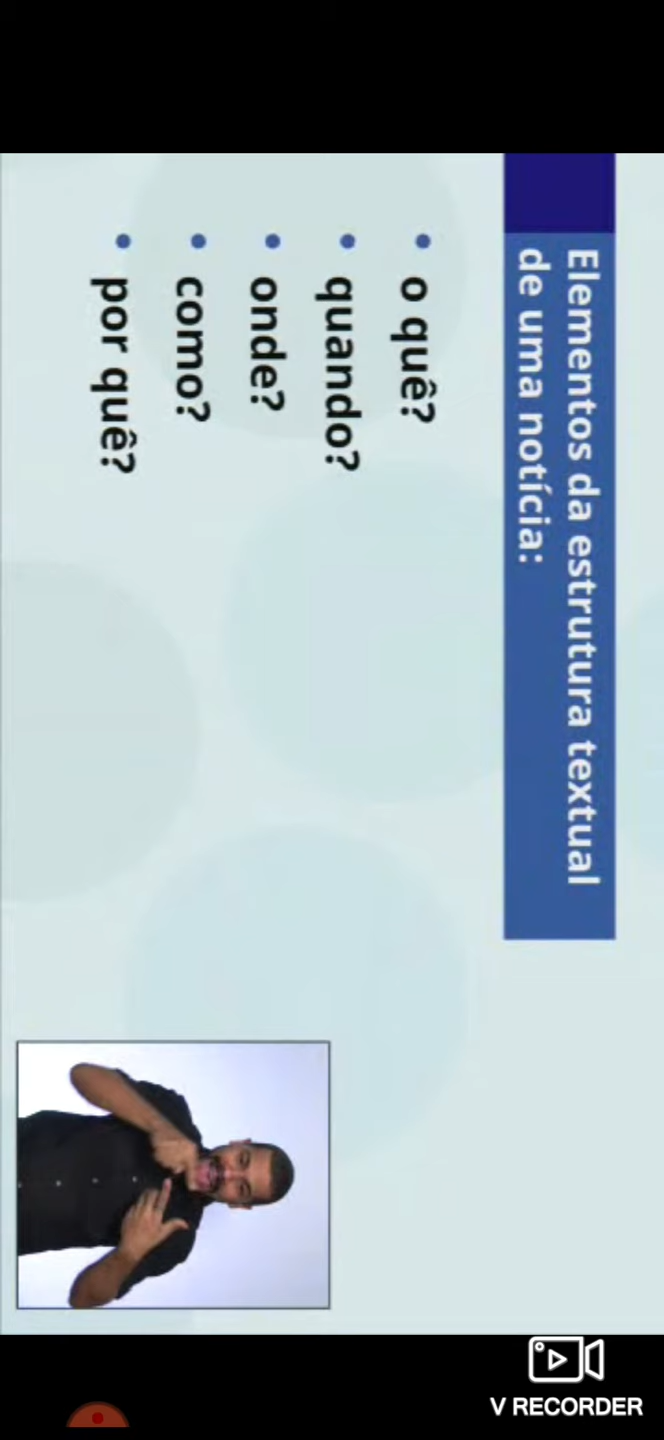 Elementos da estrutura textual
de uma notícia:
• o quê?
• quando?
• onde?
• como?
• por quê?
V RECORDER